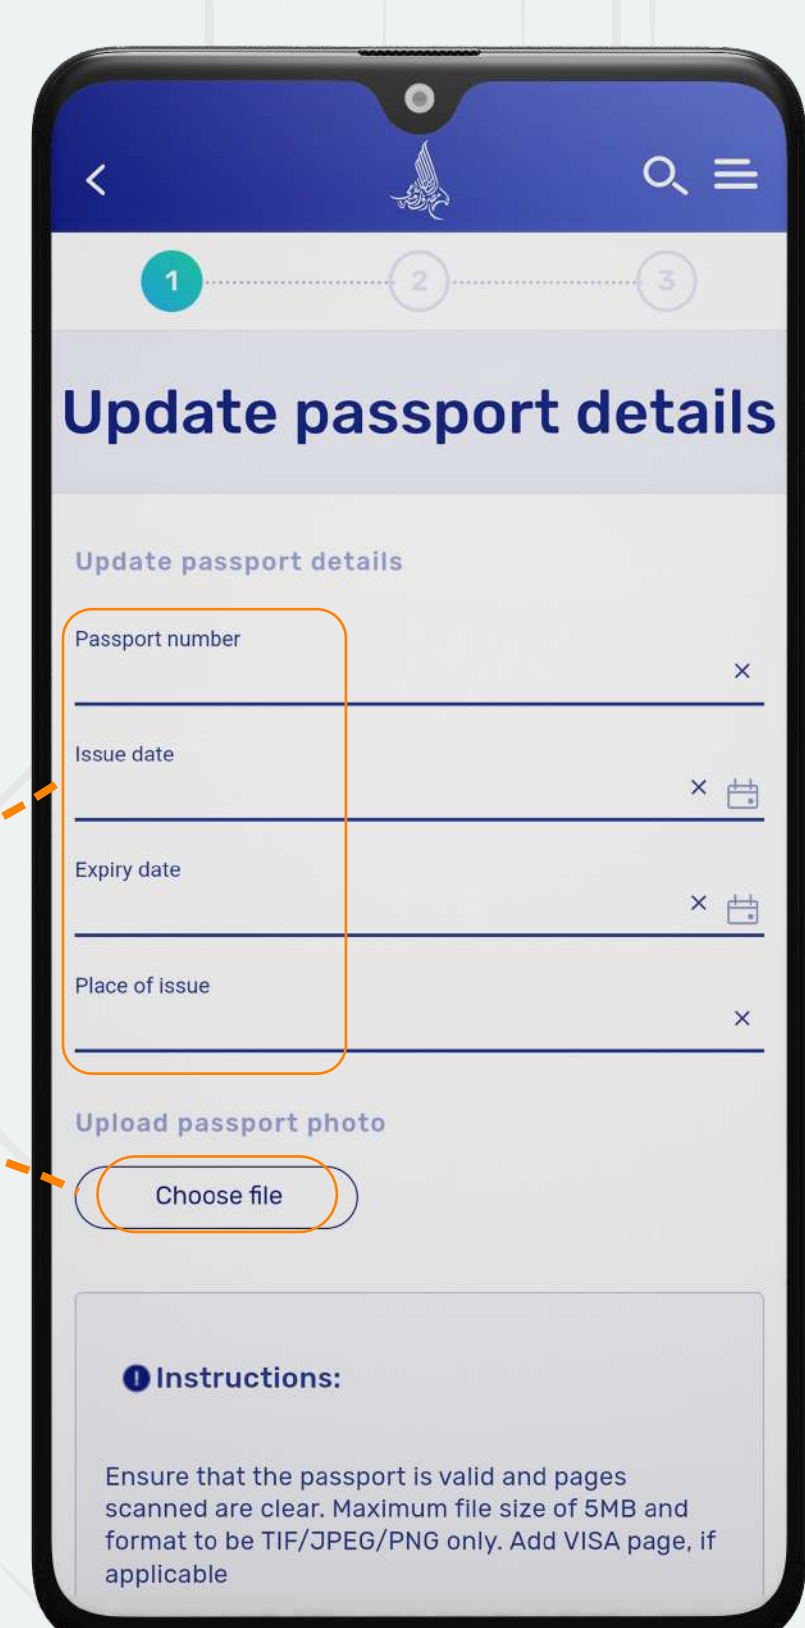 1
2
3
Update passport details
Update passport details
Passport number
Issue date
Expiry date
Place of issue
Upload passport photo
Choose file
Instructions:
Ensure that the passport is valid and pages
scanned are clear. Maximum file size of 5MB and
format to be TIF/JPEG/PNG only. Add VISA page, if
applicable